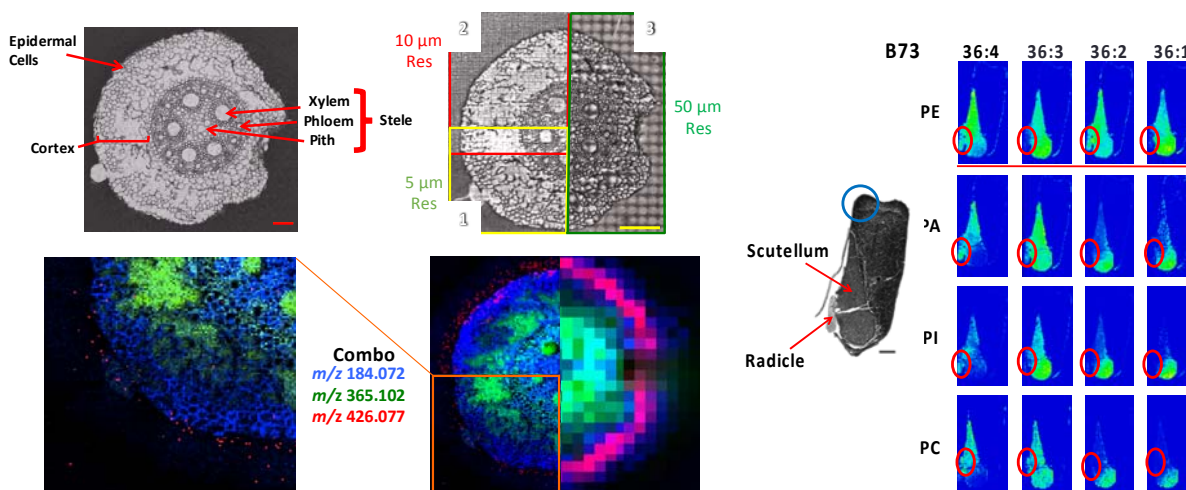 Epidermal
Cells
Cortex
Xylem
Phloem
Pith
Stele
2
3
10 µm
Res
50 µm
Res
5 µm
Res
1
Combo
m/z 184.072
m/z 365.102
m/z 426.077
Scutellum
Radicle
B73
36:4
36:3
36:2
36:1
PE
PA
PI
PC